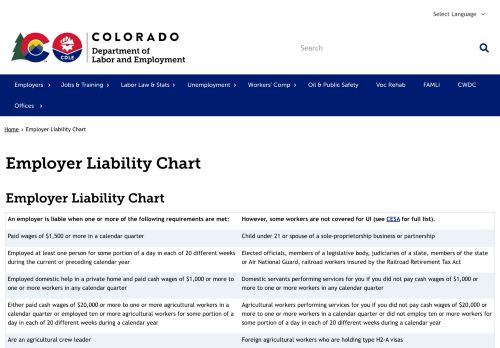 Select Language
COLORADO
Department of
Labor and Employment
CDLE
Search
Employers
Jobs & Training
Labor Law & Stats
Unemployment
Workers' Comp
Oil & Public Safety
Voc Rehab
FAMLI
CWDC
Offices
Home › Employer Liability Chart
Employer Liability Chart
Employer Liability Chart
An employer is liable when one or more of the following requirements are met:
However, some workers are not covered for UI (see CESA for full list).
Paid wages of $1,500 or more in a calendar quarter
Child under 21 or spouse of a sole-proprietorship business or partnership
Employed at least one person for some portion of a day in each of 20 different weeks
during the current or preceding calendar year
Elected officials, members of a legislative body, judiciaries of a state, members of the state
or Air National Guard, railroad workers insured by the Railroad Retirement Tax Act
Employed domestic help in a private home and paid cash wages of $1,000 or more to
one or more workers in any calendar quarter
Domestic servants performing services for you if you did not pay cash wages of $1,000 or
more to one or more workers in any calendar quarter
Either paid cash wages of $20,000 or more to one or more agricultural workers in a
calendar quarter or employed ten or more agricultural workers for some portion of a
day in each of 20 different weeks during a calendar year
Agricultural workers performing services for you if you did not pay cash wages of $20,000
or more to one or more workers in a calendar quarter or did not employ ten or more workers for
some portion of a day in each of 20 different weeks during a calendar year
Are an agricultural crew leader
Foreign agricultural workers who are holding type H2-A visas